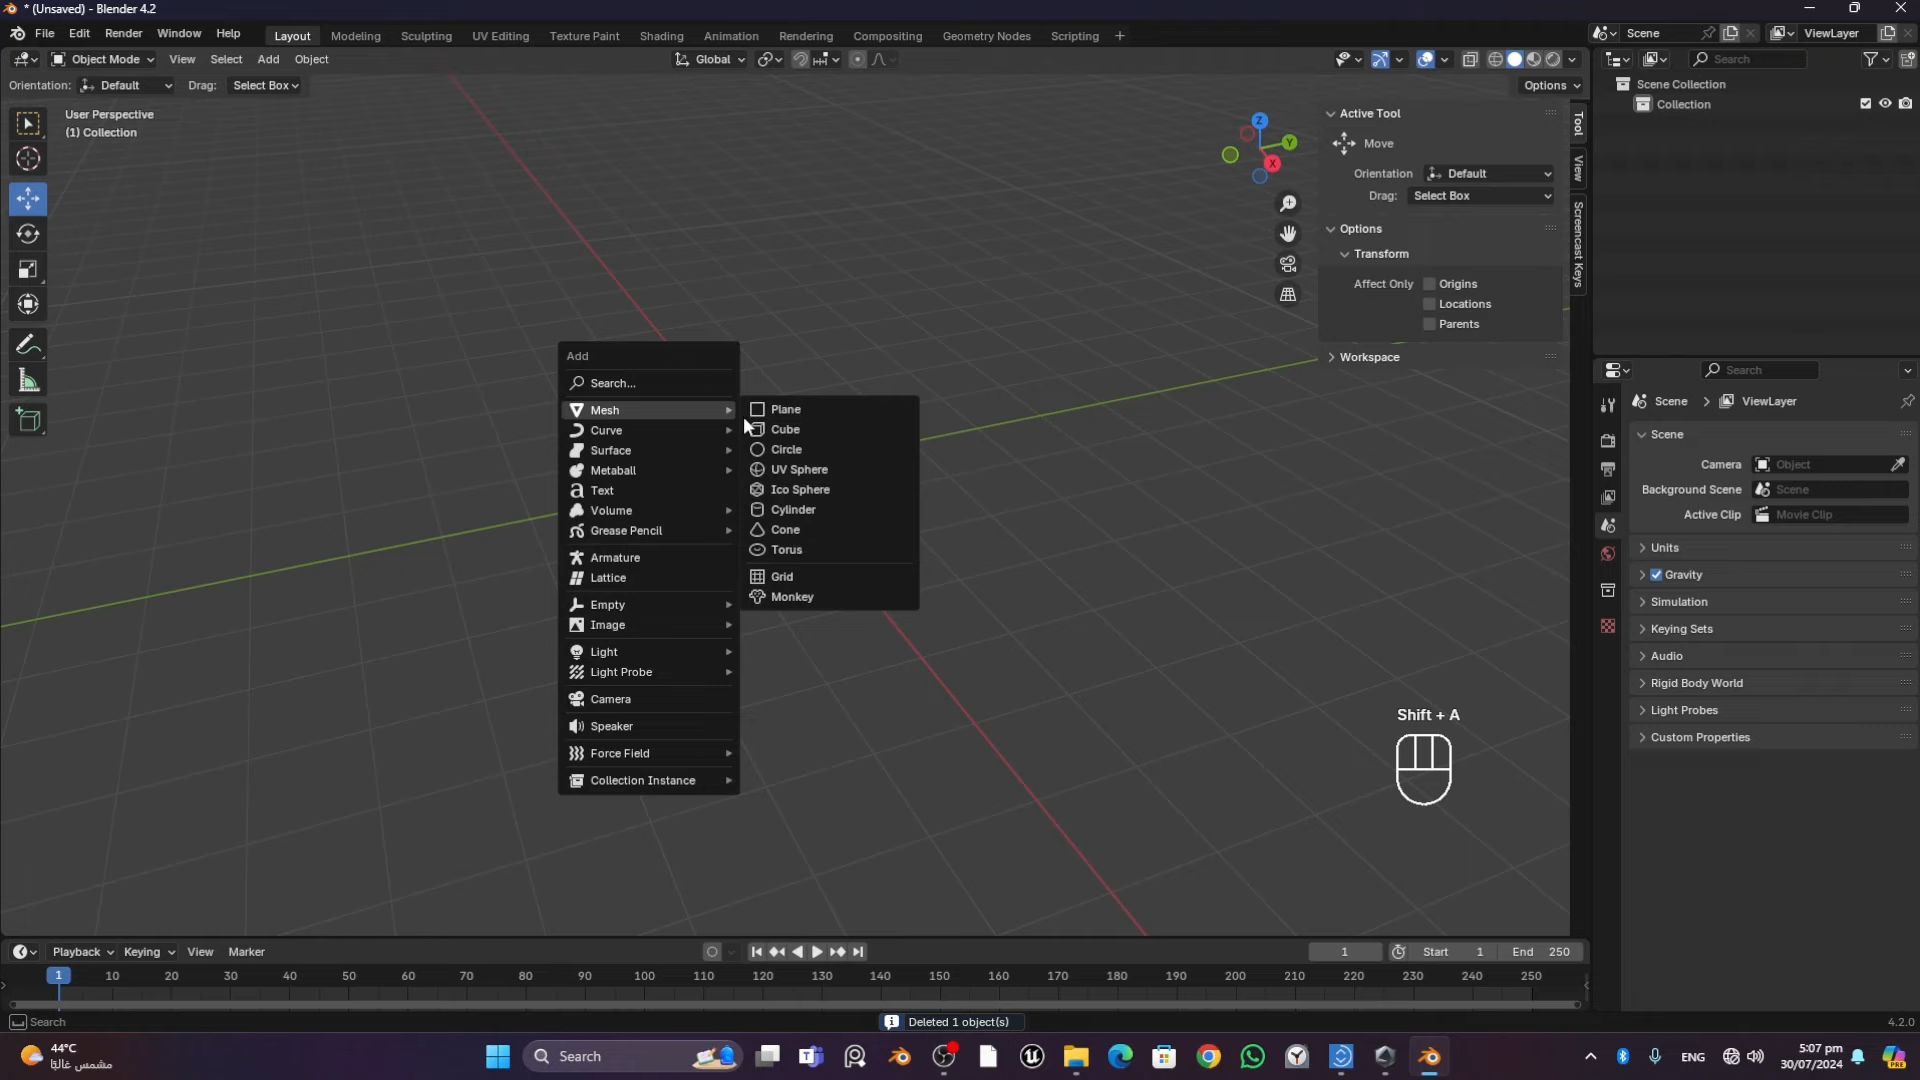 * (Unsaved) - Blender 4.2
File Edit Render Window Help Layout Modeling Sculpting UV Editing Texture Paint Shading Animation Rendering Compositing Geometry Nodes Scripting + Scene ViewLayer
Object Mode View Select Add Object Global Search
Orientation: Default Drag: Select Box Options
User Perspective
(1) Collection
Z
Y
X
Active Tool
Move
Orientation Default
Drag: Select Box
Options
Transform
Affect Only Origins
Locations
Parents
Workspace
Tool
View
Screencast Keys
Scene Collection
Collection
Add
Search...
Mesh
Curve
Surface
Metaball
Text
Volume
Grease Pencil
Armature
Lattice
Empty
Image
Light
Light Probe
Camera
Speaker
Force Field
Collection Instance
Plane
Cube
Circle
UV Sphere
Ico Sphere
Cylinder
Cone
Torus
Grid
Monkey
Shift + A
Search
Scene > ViewLayer
Scene
Camera Object
Background Scene Scene
Active Clip Movie Clip
Units
Gravity
Simulation
Keying Sets
Audio
Rigid Body World
Light Probes
Custom Properties
Playback Keying View Marker 1 Start 1 End 250
1 10 20 30 40 50 60 70 80 90 100 110 120 130 140 150 160 170 180 190 200 210 220 230 240 250
Search Deleted 1 object(s) 4.2.0
44°C
مشمس غالبًا
Search
ENG
5:07 pm
30/07/2024
PRE